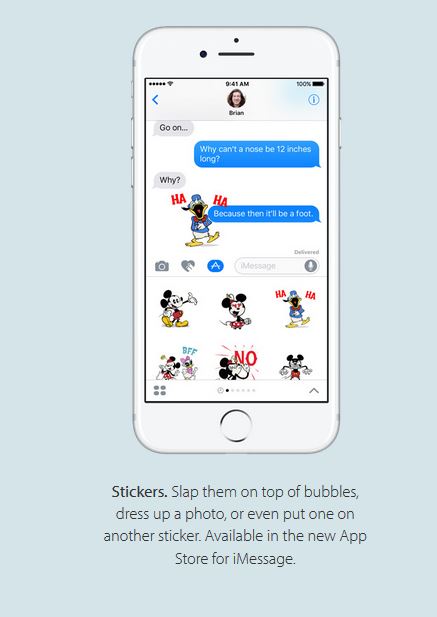 9:41 AM
100%
Brian
Go on...
Why can't a nose be 12 inches
long?
Why?
HA HA
Because then it'll be a foot.
Delivered
iMessage
HA HA
BFF
NO
Stickers. Slap them on top of bubbles,
dress up a photo, or even put one on
another sticker. Available in the new App
Store for iMessage.